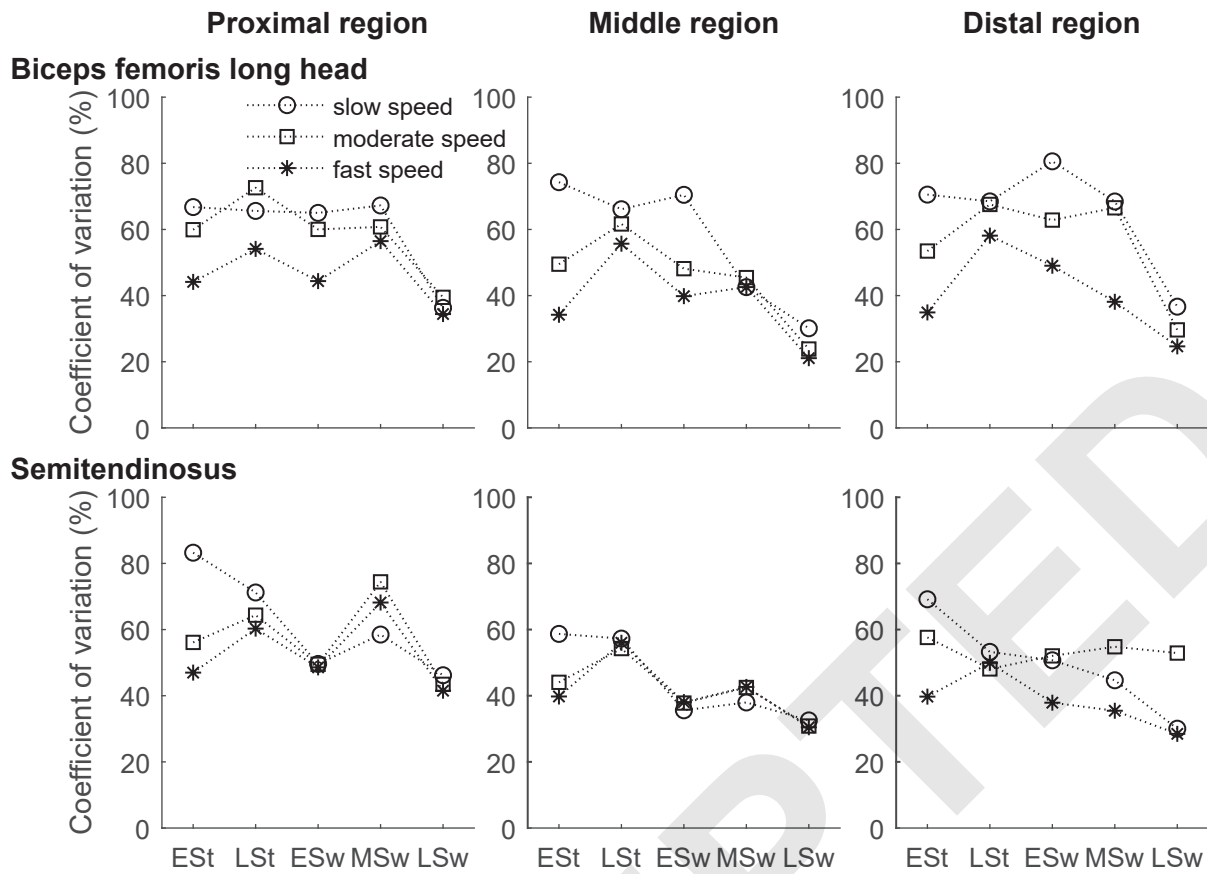 Proximal region Middle region Distal region
Biceps femoris long head
Coefficient of variation (%)
100 100 100
80 80 80
60 60 60
40 40 40
20 20 20
0 0 0
slow speed
moderate speed
fast speed
Semitendinosus
Coefficient of variation (%)
100 100 100
80 80 80
60 60 60
40 40 40
20 20 20
0 0 0
ESt LSt ESw MSw LSw ESt LSt ESw MSw LSw ESt LSt ESw MSw LSw
PTED